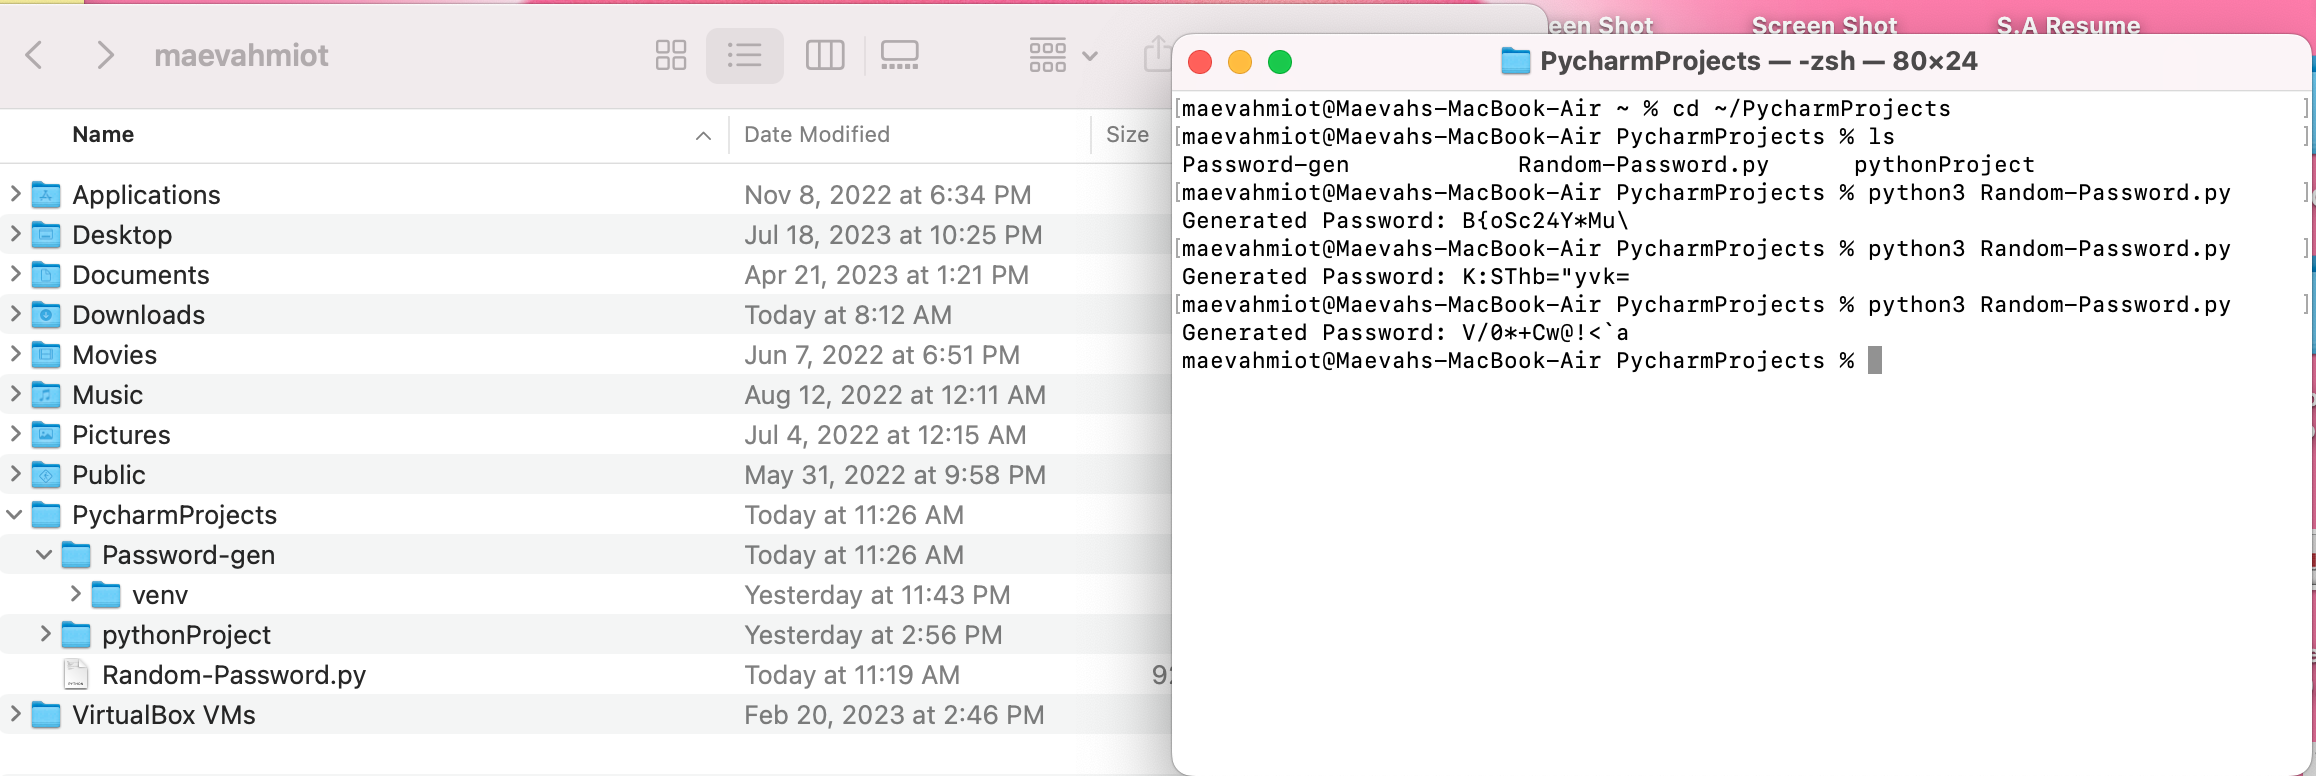 een Shot
Screen Shot
S.A Resume
maevahmiot
Name
Date Modified
Size
Applications
Nov 8, 2022 at 6:34 PM
Desktop
Jul 18, 2023 at 10:25 PM
Documents
Apr 21, 2023 at 1:21 PM
Downloads
Today at 8:12 AM
Movies
Jun 7, 2022 at 6:51 PM
Music
Aug 12, 2022 at 12:11 AM
Pictures
Jul 4, 2022 at 12:15 AM
Public
May 31, 2022 at 9:58 PM
PycharmProjects
Today at 11:26 AM
Password-gen
Today at 11:26 AM
venv
Yesterday at 11:43 PM
pythonProject
Yesterday at 2:56 PM
Random-Password.py
Today at 11:19 AM
VirtualBox VMs
Feb 20, 2023 at 2:46 PM
PycharmProjects — -zsh — 80×24
[maevahmiot@Maevahs-MacBook-Air ~ % cd ~/PycharmProjects ]
[maevahmiot@Maevahs-MacBook-Air PycharmProjects % ls ]
Password-gen Random-Password.py pythonProject
[maevahmiot@Maevahs-MacBook-Air PycharmProjects % python3 Random-Password.py ]
Generated Password: B{oSc24Y*Mu\
[maevahmiot@Maevahs-MacBook-Air PycharmProjects % python3 Random-Password.py ]
Generated Password: K:SThb="yvk=
[maevahmiot@Maevahs-MacBook-Air PycharmProjects % python3 Random-Password.py ]
Generated Password: V/0*+Cw@!<`a
maevahmiot@Maevahs-MacBook-Air PycharmProjects %